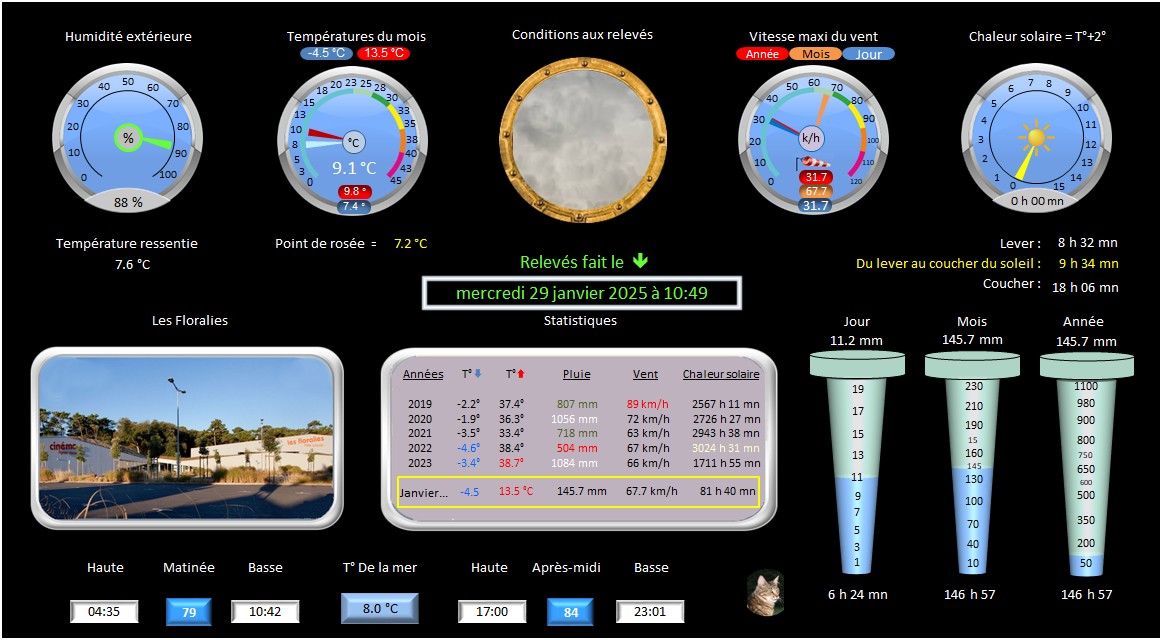 Humidité extérieure
Températures du mois
Conditions aux relevés
Vitesse maxi du vent
Chaleur solaire = T°+2°
-4.5 °C 13.5 °C
Année Mois Jour
0 10 20 30 40 50 60 70 80 90 100
%
88 %
0 3 5 8 10 13 15 18 20 23 25 28 30 33 35 38 40 43 45
°C
9.1 °C
9.8 °
7.4 °
0 10 20 30 40 50 60 70 80 90 100 110 120
k/h
31.7
67.7
31.7
0 1 2 3 4 5 6 7 8 9 10 11 12 13 14 15
0 h 00 mn
Température ressentie
7.6 °C
Point de rosée = 7.2 °C
Relevés fait le
mercredi 29 janvier 2025 à 10:49
Lever : 8 h 32 mn
Du lever au coucher du soleil : 9 h 34 mn
Coucher : 18 h 06 mn
Les Floralies
cinémc
les floralies
Statistiques
Années T° T° Pluie Vent Chaleur solaire
2019 -2.2° 37.4° 807 mm 89 km/h 2567 h 11 mn
2020 -1.9° 36.3° 1056 mm 72 km/h 2726 h 27 mn
2021 -3.5° 33.4° 718 mm 63 km/h 2943 h 38 mn
2022 -4.6° 38.4° 504 mm 67 km/h 3024 h 31 mn
2023 -3.4° 38.7° 1084 mm 66 km/h 1711 h 55 mn
Janvier... -4.5 13.5 °C 145.7 mm 67.7 km/h 81 h 40 mn
Jour
11.2 mm
19
17
15
13
11
9
7
5
3
1
6 h 24 mn
Mois
145.7 mm
230
210
190
15
160
145
130
100
70
40
10
146 h 57
Année
145.7 mm
1100
980
900
800
750
650
600
500
350
200
50
146 h 57
Haute Matinée Basse T° De la mer Haute Après-midi Basse
04:35 79 10:42 8.0 °C 17:00 84 23:01